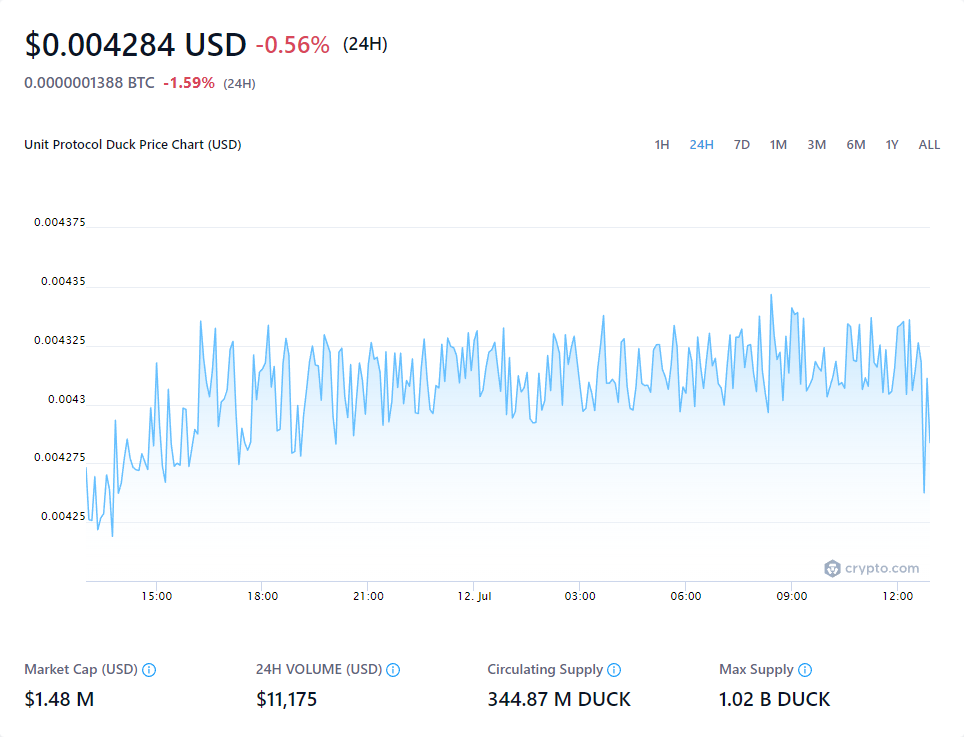 $0.004284 USD -0.56% (24H)
0.0000001388 BTC -1.59% (24H)
Unit Protocol Duck Price Chart (USD) 1H 24H 7D 1M 3M 6M 1Y ALL
0.004375
0.00435
0.004325
0.0043
0.004275
0.00425
crypto.com
15:00 18:00 21:00 12. Jul 03:00 06:00 09:00 12:00
Market Cap (USD) 24H VOLUME (USD) Circulating Supply Max Supply
$1.48 M $11,175 344.87 M DUCK 1.02 B DUCK